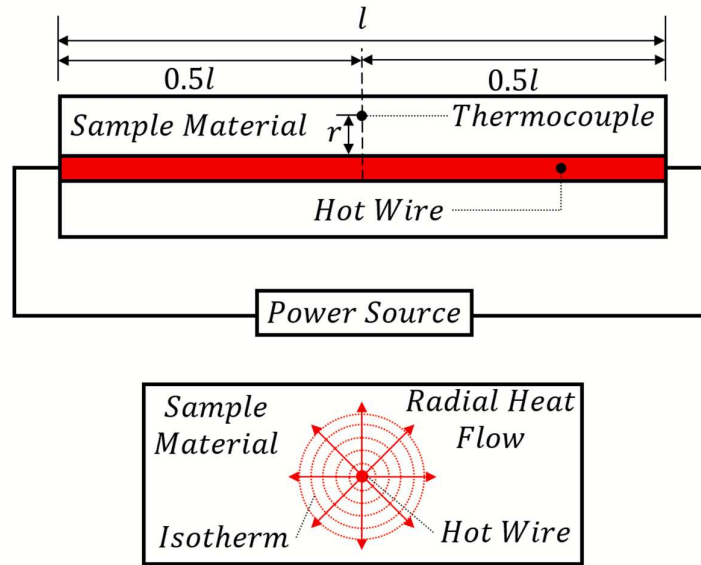 l
0.5l
0.5l
Sample Material
Thermocouple
r
Hot Wire
Power Source
Sample
Material
Radial Heat
Flow
Isotherm
Hot Wire